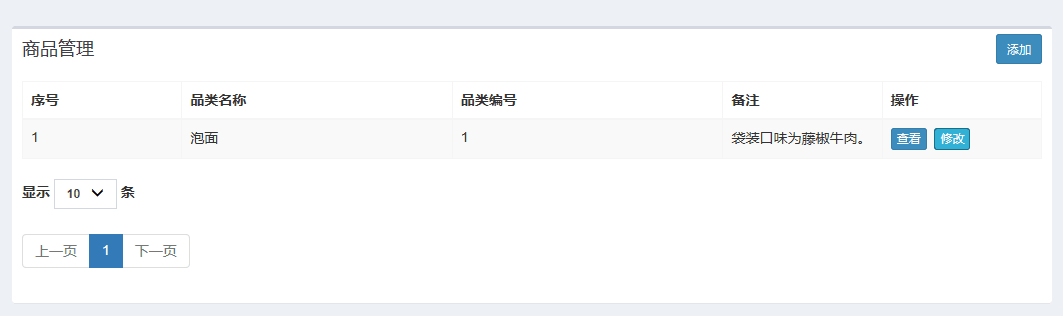 商品管理 添加
序号 品类名称 品类编号 备注 操作
1 泡面 1 袋装口味为藤椒牛肉。 查看 修改
显示 10 条
上一页 1 下一页